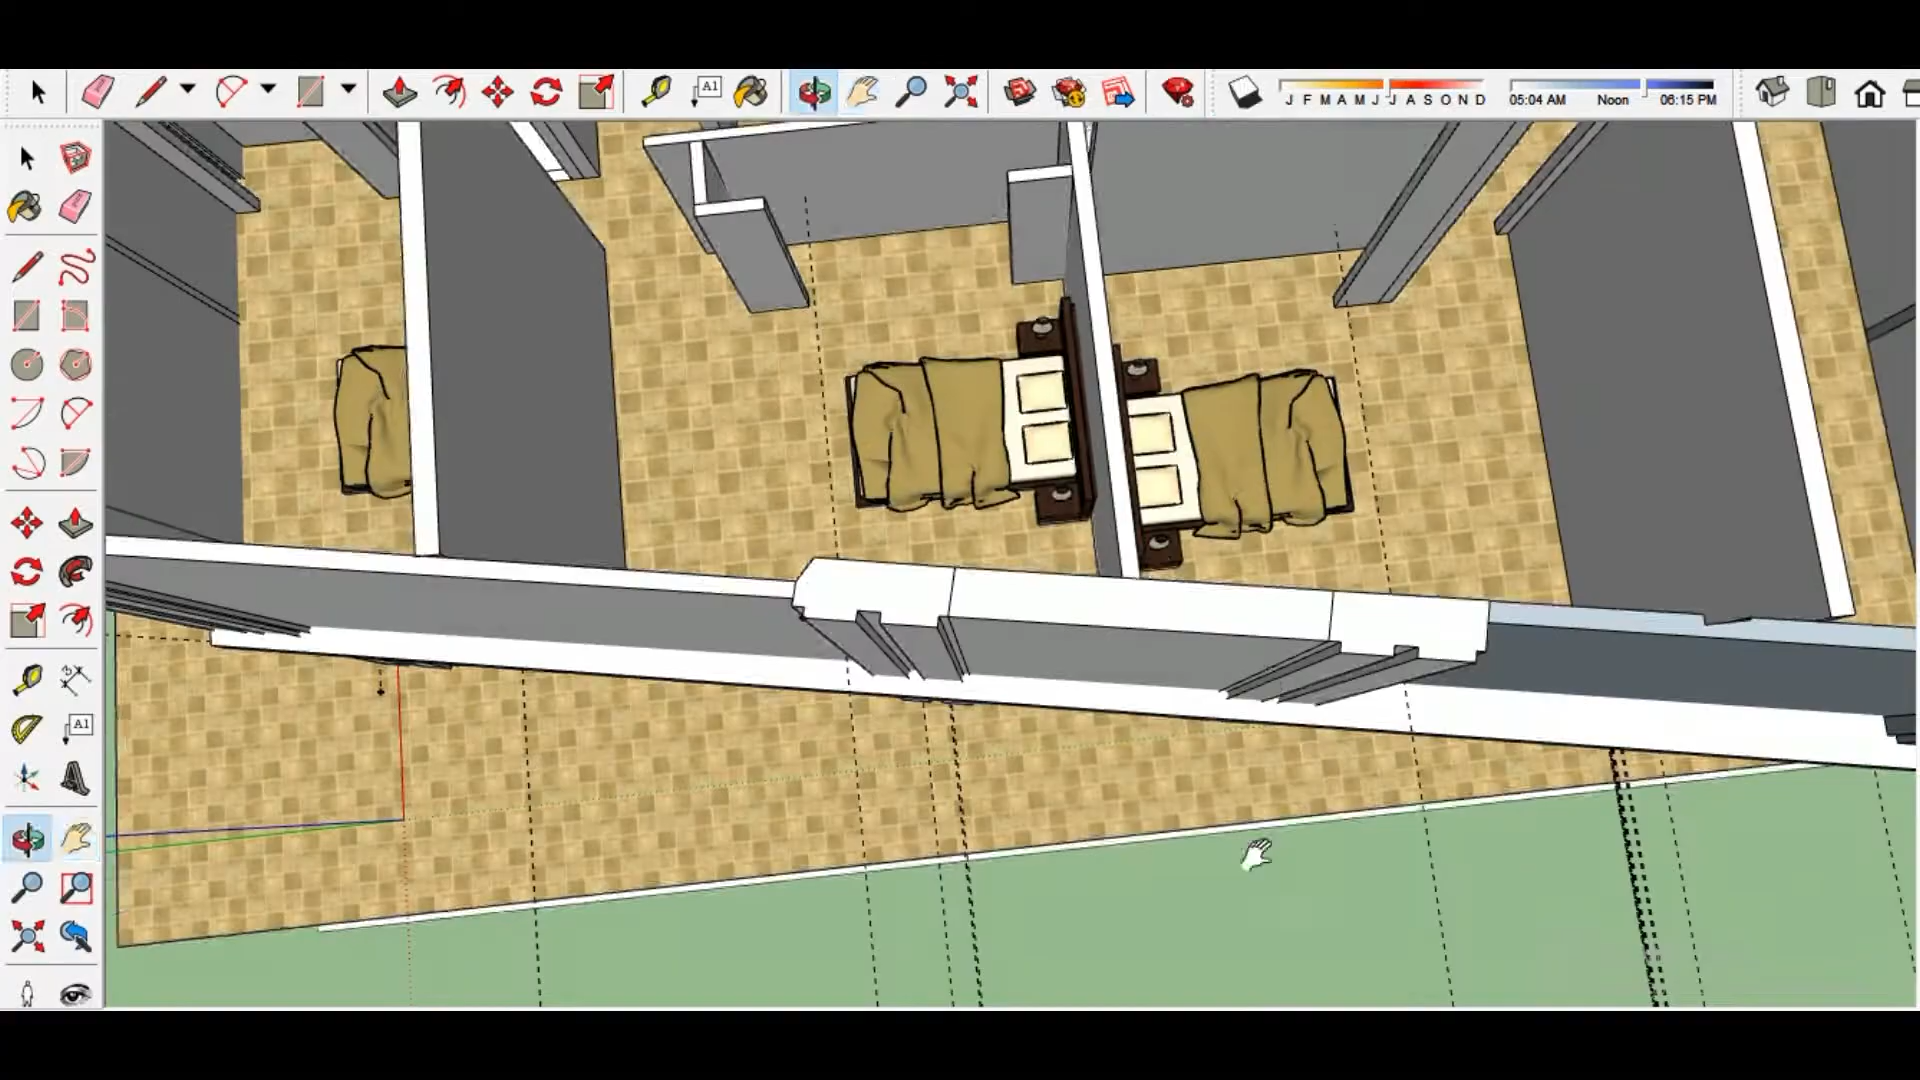 A1
J F M A M J J A S O N D
05:04 AM Noon 06:15 PM
A1